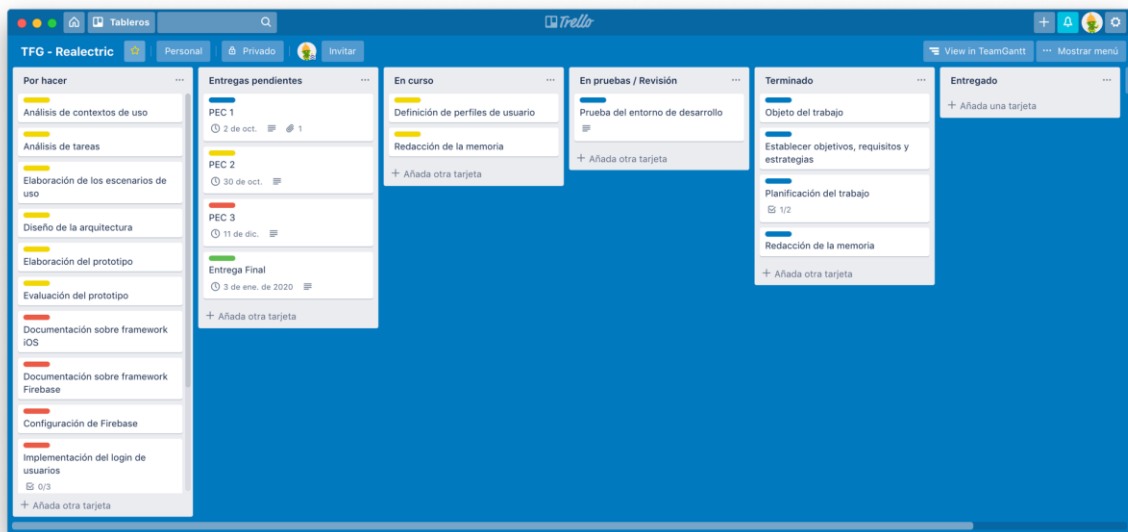 Tableros
Trello
TFG - Realectric
Personal
Privado
Invitar
View in TeamGantt
··· Mostrar menú
Por hacer ···
Análisis de contextos de uso
Análisis de tareas
Elaboración de los escenarios de
uso
Diseño de la arquitectura
Elaboración del prototipo
Evaluación del prototipo
Documentación sobre framework
iOS
Documentación sobre framework
Firebase
Configuración de Firebase
Implementación del login de
usuarios
0/3
+ Añada otra tarjeta
Entregas pendientes ···
PEC 1
2 de oct. 1
PEC 2
30 de oct.
PEC 3
11 de dic.
Entrega Final
3 de ene. de 2020
+ Añada otra tarjeta
En curso ···
Definición de perfiles de usuario
Redacción de la memoria
+ Añada otra tarjeta
En pruebas / Revisión ···
Prueba del entorno de desarrollo
+ Añada otra tarjeta
Terminado ···
Objeto del trabajo
Establecer objetivos, requisitos y
estrategias
Planificación del trabajo
1/2
Redacción de la memoria
+ Añada otra tarjeta
Entregado ···
+ Añada una tarjeta